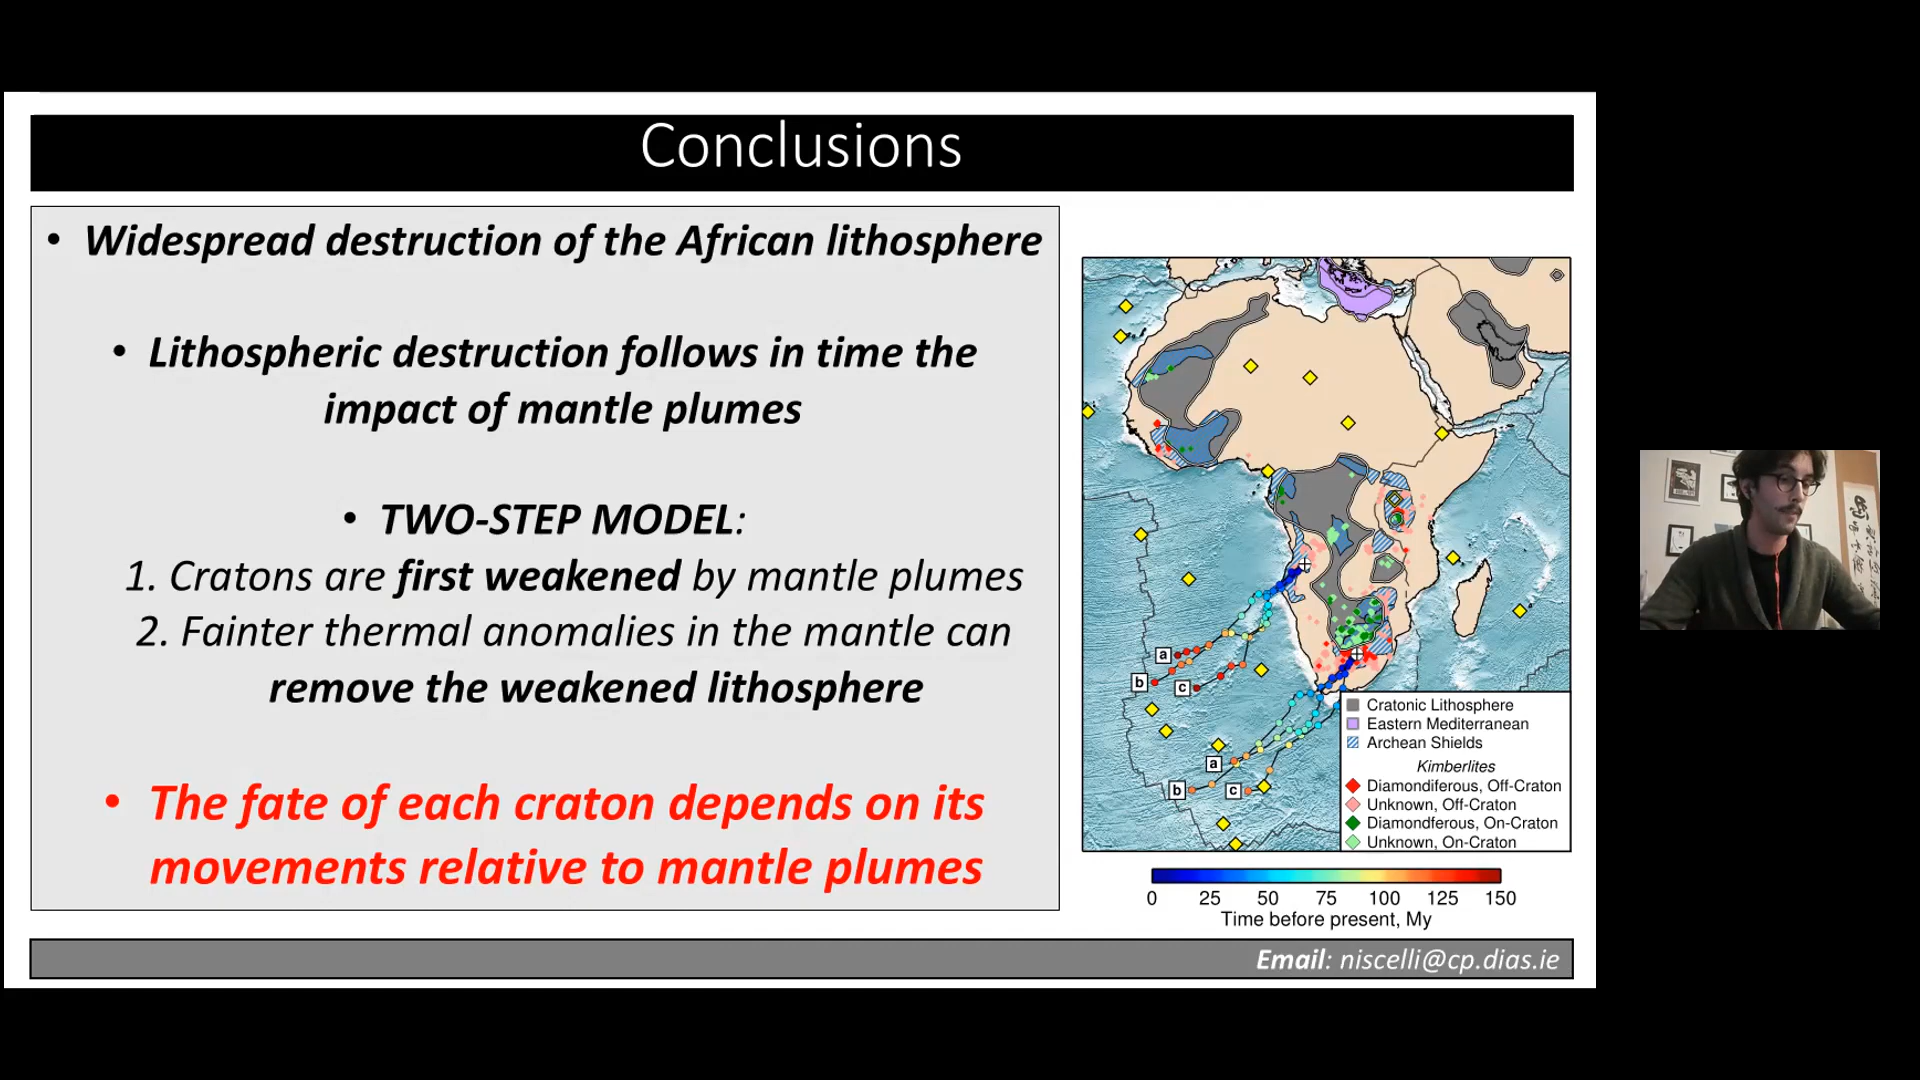 Conclusions
• Widespread destruction of the African lithosphere
• Lithospheric destruction follows in time the
impact of mantle plumes
• TWO-STEP MODEL:
1. Cratons are first weakened by mantle plumes
2. Fainter thermal anomalies in the mantle can
remove the weakened lithosphere
• The fate of each craton depends on its
movements relative to mantle plumes
a
b
c
a
b
c
Cratonic Lithosphere
Eastern Mediterranean
Archean Shields
Kimberlites
Diamondiferous, Off-Craton
Unknown, Off-Craton
Diamondferous, On-Craton
Unknown, On-Craton
0 25 50 75 100 125 150
Time before present, My
Email: niscelli@cp.dias.ie